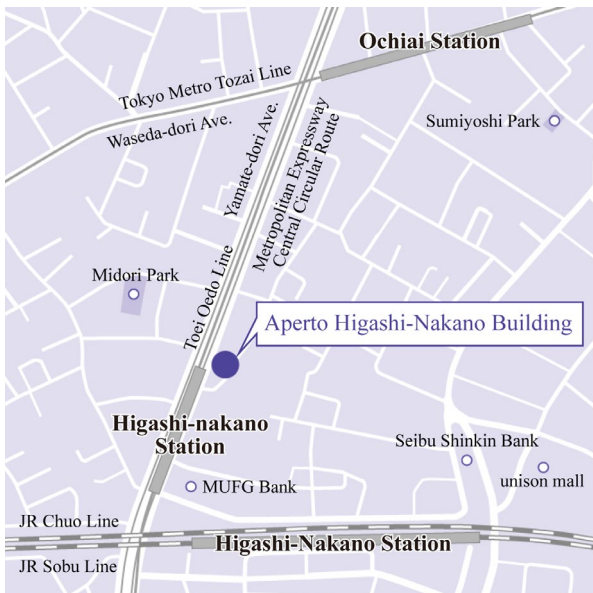 Ochiai Station
Tokyo Metro Tozai Line
Waseda-dori Ave.
Yamate-dori Ave.
Metropolitan Expressway
Central Circular Route
Sumiyoshi Park
Midori Park
Toei Oedo Line
Aperto Higashi-Nakano Building
Higashi-nakano
Station
Seibu Shinkin Bank
unison mall
MUFG Bank
JR Chuo Line
Higashi-Nakano Station
JR Sobu Line